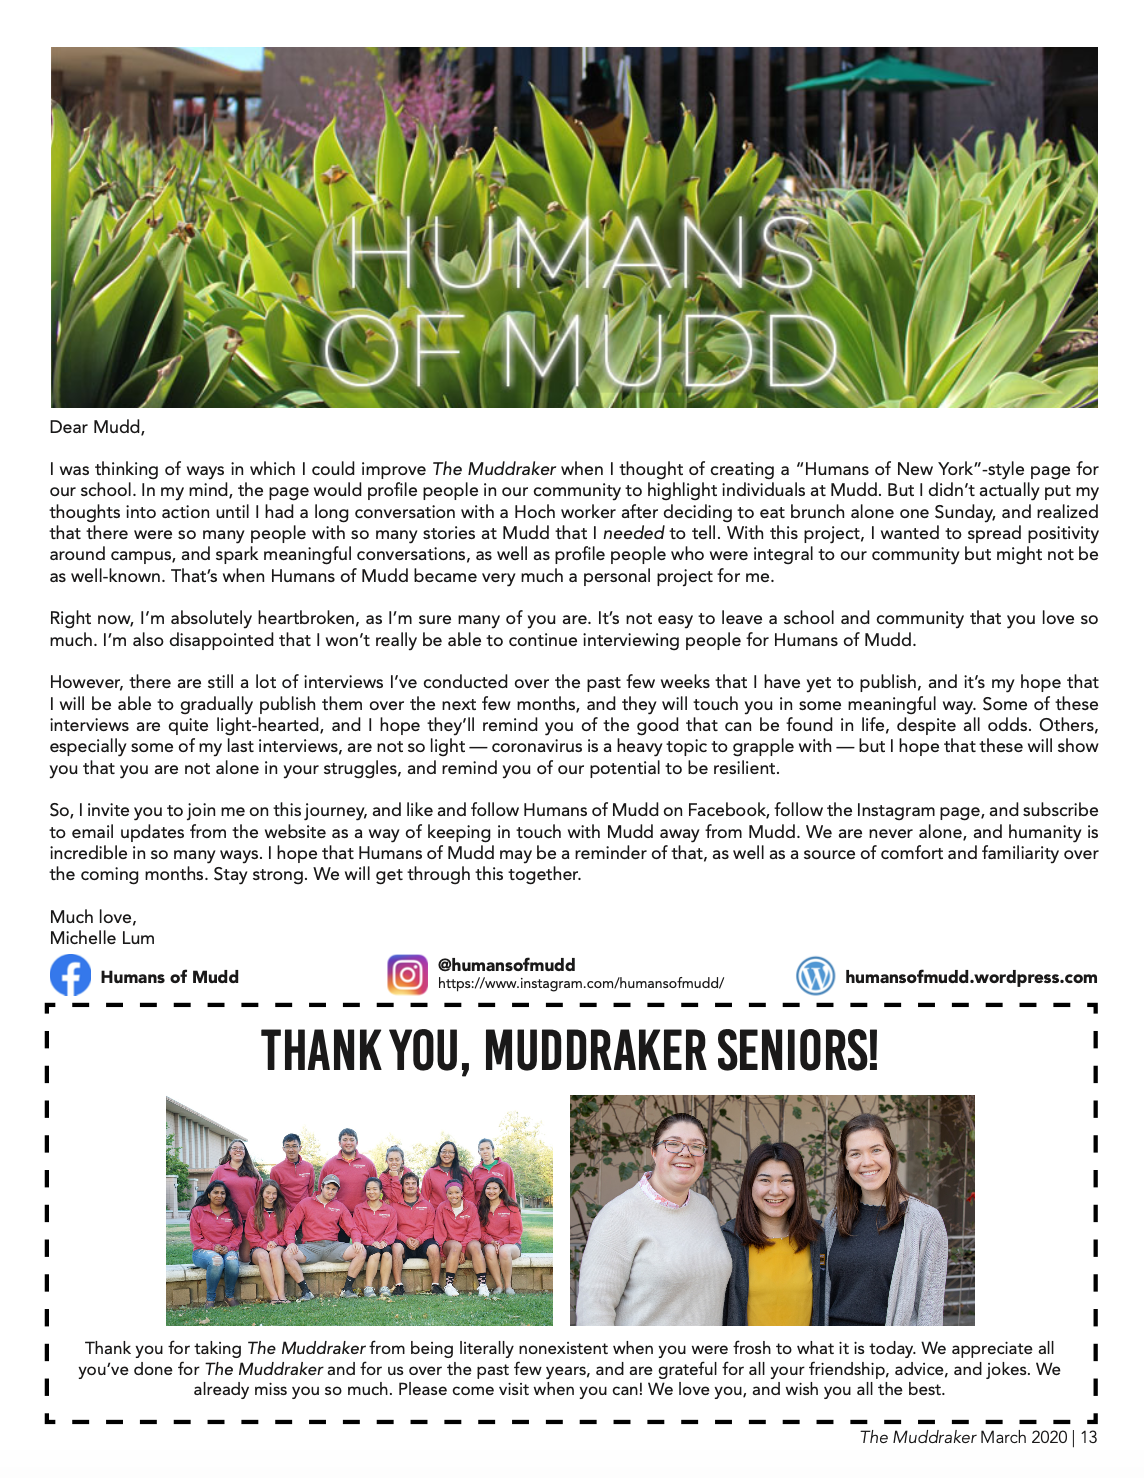 HUMANS
OF MUDD
Dear Mudd,
I was thinking of ways in which I could improve The Muddraker when I thought of creating a “Humans of New York”-style page for
our school. In my mind, the page would profile people in our community to highlight individuals at Mudd. But I didn’t actually put my
thoughts into action until I had a long conversation with a Hoch worker after deciding to eat brunch alone one Sunday, and realized
that there were so many people with so many stories at Mudd that I needed to tell. With this project, I wanted to spread positivity
around campus, and spark meaningful conversations, as well as profile people who were integral to our community but might not be
as well-known. That’s when Humans of Mudd became very much a personal project for me.
Right now, I’m absolutely heartbroken, as I’m sure many of you are. It’s not easy to leave a school and community that you love so
much. I’m also disappointed that I won’t really be able to continue interviewing people for Humans of Mudd.
However, there are still a lot of interviews I’ve conducted over the past few weeks that I have yet to publish, and it’s my hope that
I will be able to gradually publish them over the next few months, and they will touch you in some meaningful way. Some of these
interviews are quite light-hearted, and I hope they’ll remind you of the good that can be found in life, despite all odds. Others,
especially some of my last interviews, are not so light — coronavirus is a heavy topic to grapple with — but I hope that these will show
you that you are not alone in your struggles, and remind you of our potential to be resilient.
So, I invite you to join me on this journey, and like and follow Humans of Mudd on Facebook, follow the Instagram page, and subscribe
to email updates from the website as a way of keeping in touch with Mudd away from Mudd. We are never alone, and humanity is
incredible in so many ways. I hope that Humans of Mudd may be a reminder of that, as well as a source of comfort and familiarity over
the coming months. Stay strong. We will get through this together.
Much love,
Michelle Lum
Humans of Mudd
@humansofmudd
https://www.instagram.com/humansofmudd/
humansofmudd.wordpress.com
THANK YOU, MUDDRAKER SENIORS!
Thank you for taking The Muddraker from being literally nonexistent when you were frosh to what it is today. We appreciate all
you’ve done for The Muddraker and for us over the past few years, and are grateful for all your friendship, advice, and jokes. We
already miss you so much. Please come visit when you can! We love you, and wish you all the best.
The Muddraker March 2020 | 13